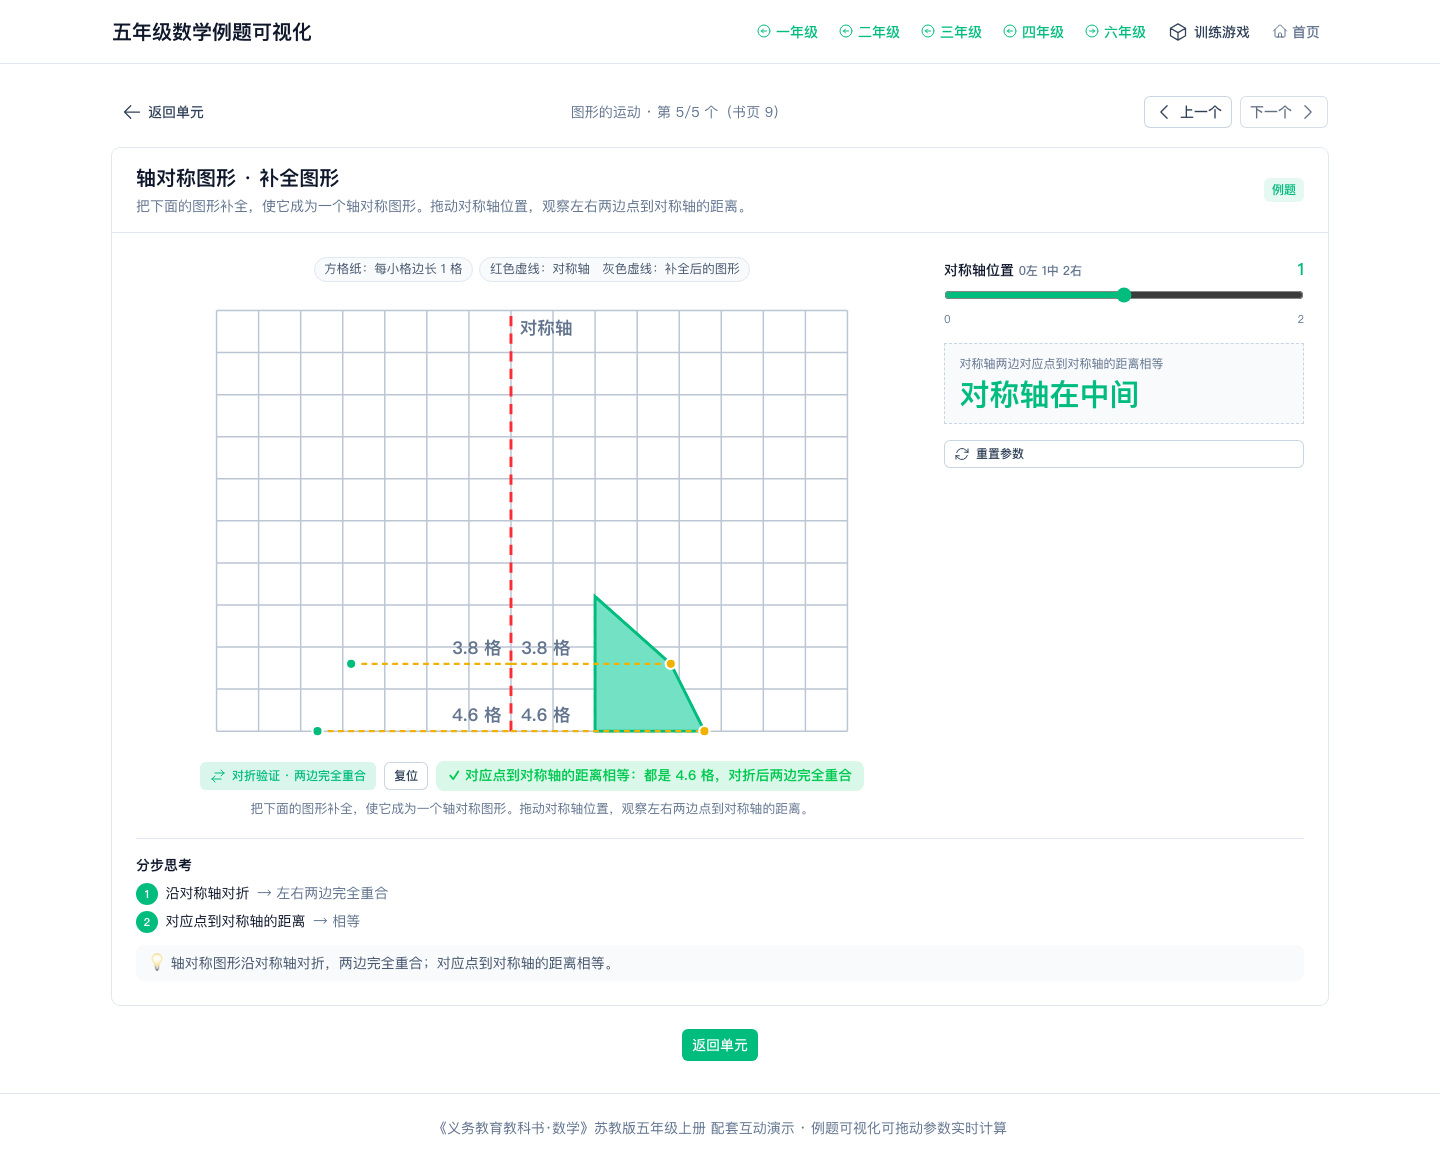 五年级数学例题可视化
一年级 二年级 三年级 四年级 六年级 训练游戏 首页
返回单元
图形的运动 · 第 5/5 个（书页 9）
上一个 下一个
轴对称图形 · 补全图形
例题
把下面的图形补全，使它成为一个轴对称图形。拖动对称轴位置，观察左右两边点到对称轴的距离。
方格纸：每小格边长 1 格 红色虚线：对称轴 灰色虚线：补全后的图形
对称轴
3.8 格 3.8 格
4.6 格 4.6 格
对称轴位置 0左 1中 2右 1
0 2
对称轴两边对应点到对称轴的距离相等
对称轴在中间
重置参数
对折验证 · 两边完全重合 复位 ✓ 对应点到对称轴的距离相等：都是 4.6 格，对折后两边完全重合
把下面的图形补全，使它成为一个轴对称图形。拖动对称轴位置，观察左右两边点到对称轴的距离。
分步思考
1 沿对称轴对折 → 左右两边完全重合
2 对应点到对称轴的距离 → 相等
💡 轴对称图形沿对称轴对折，两边完全重合；对应点到对称轴的距离相等。
返回单元
《义务教育教科书·数学》苏教版五年级上册 配套互动演示 · 例题可视化可拖动参数实时计算